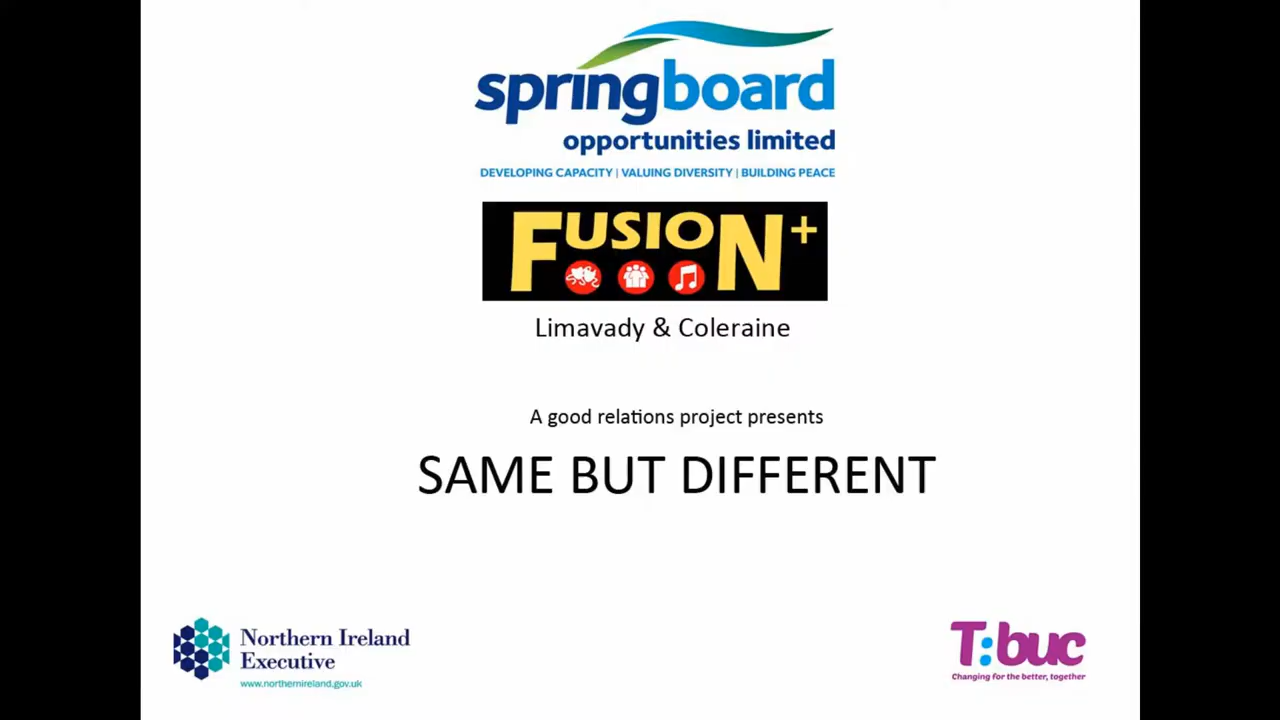 springboard
opportunities limited
DEVELOPING CAPACITY | VALUING DIVERSITY | BUILDING PEACE
FUSION+
Limavady & Coleraine
A good relations project presents
SAME BUT DIFFERENT
Northern Ireland
Executive
www.northernireland.gov.uk
T:buc
Changing for the better, together